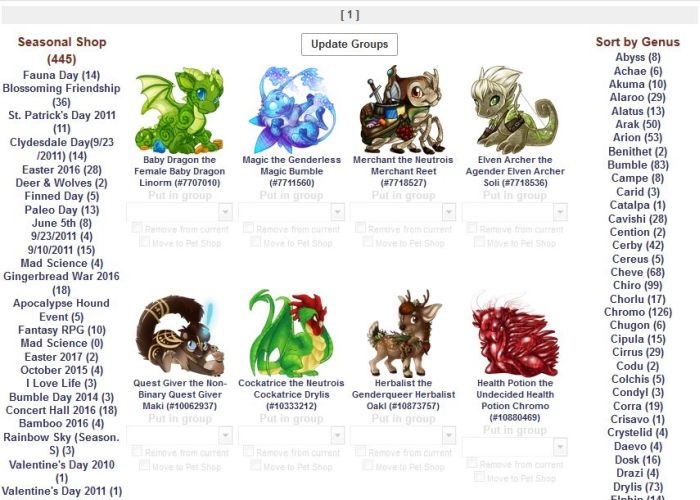 [ 1 ]
Seasonal Shop
(445)
Fauna Day (14)
Blossoming Friendship
(36)
St. Patrick's Day 2011
(11)
Clydesdale Day(9/23
/2011) (14)
Easter 2016 (28)
Deer & Wolves (2)
Finned Day (5)
Paleo Day (13)
June 5th (8)
9/23/2011 (4)
9/10/2011 (15)
Mad Science (4)
Gingerbread War 2016
(18)
Apocalypse Hound
Event (5)
Fantasy RPG (10)
Mad Science (0)
Easter 2017 (2)
October 2015 (4)
I Love Life (3)
Bumble Day 2014 (3)
Concert Hall 2016 (18)
Bamboo 2016 (4)
Rainbow Sky (Season.
S) (3)
Valentine's Day 2010
(1)
Valentine's Day 2011 (1)
Update Groups
Baby Dragon the
Female Baby Dragon
Linorm (#7707010)
Put in group
Remove from current
Move to Pet Shop
Magic the Genderless
Magic Bumble
(#7711560)
Put in group
Remove from current
Move to Pet Shop
Merchant the Neutrois
Merchant Reet
(#7718527)
Put in group
Remove from current
Move to Pet Shop
Elven Archer the
Agender Elven Archer
Soli (#7718536)
Put in group
Remove from current
Move to Pet Shop
Quest Giver the Non-
Binary Quest Giver
Maki (#10062937)
Put in group
Remove from current
Move to Pet Shop
Cockatrice the Neutrois
Cockatrice Drylis
(#10333212)
Put in group
Remove from current
Move to Pet Shop
Herbalist the
Genderqueer Herbalist
Oakl (#10873757)
Put in group
Remove from current
Move to Pet Shop
Health Potion the
Undecided Health
Potion Chromo
(#10880469)
Put in group
Remove from current
Move to Pet Shop
Sort by Genus
Abyss (8)
Achae (6)
Akuma (10)
Alaroo (29)
Alatus (13)
Arak (50)
Arion (53)
Benithet (2)
Bumble (83)
Campe (8)
Carid (3)
Catalpa (1)
Cavishi (28)
Cention (2)
Cerby (42)
Cereus (5)
Cheve (68)
Chiro (99)
Chorlu (17)
Chromo (126)
Chugon (6)
Cipula (15)
Cirrus (29)
Codu (2)
Colchis (5)
Condyl (3)
Corra (19)
Crisavo (1)
Crystelid (4)
Daevo (4)
Dosk (16)
Drazi (4)
Drylis (73)